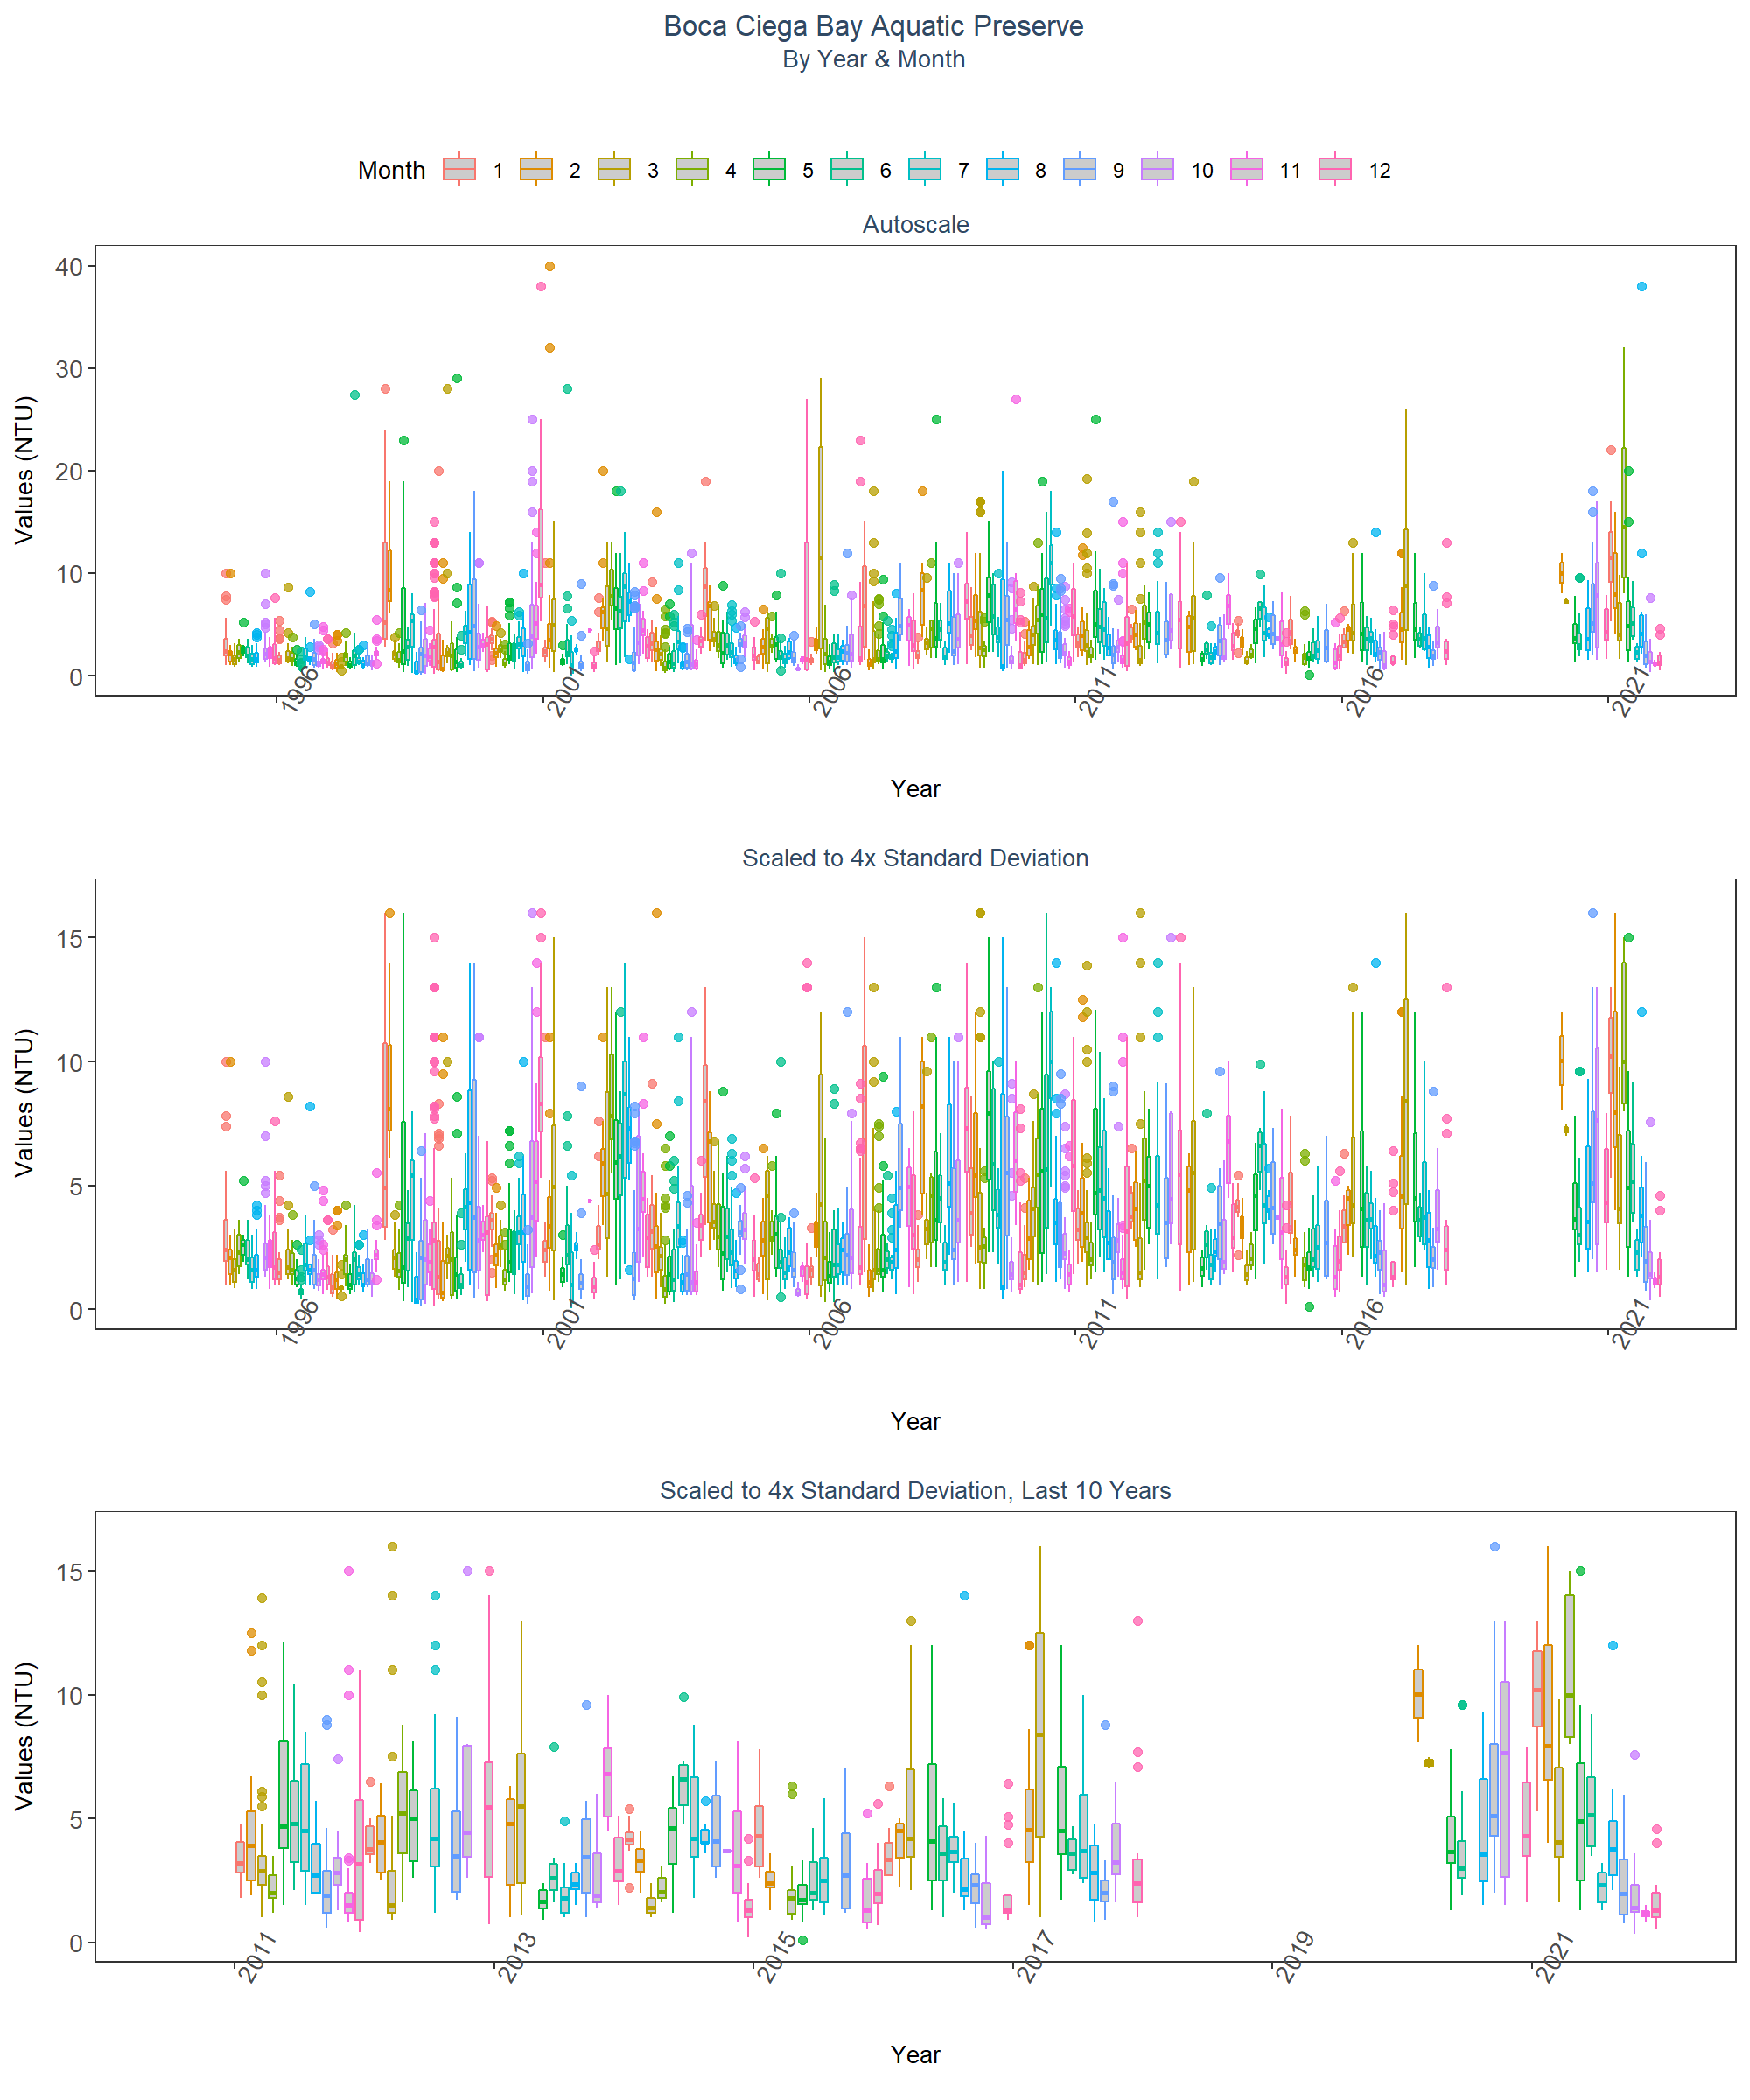 Boca Ciega Bay Aquatic Preserve
By Year & Month
Month 1 2 3 4 5 6 7 8 9 10 11 12
Autoscale
Values (NTU)
40
30
20
10
0
1996 2001 2006 2011 2016 2021
Year
Scaled to 4x Standard Deviation
Values (NTU)
15
10
5
0
1996 2001 2006 2011 2016 2021
Year
Scaled to 4x Standard Deviation, Last 10 Years
Values (NTU)
15
10
5
0
2011 2013 2015 2017 2019 2021
Year